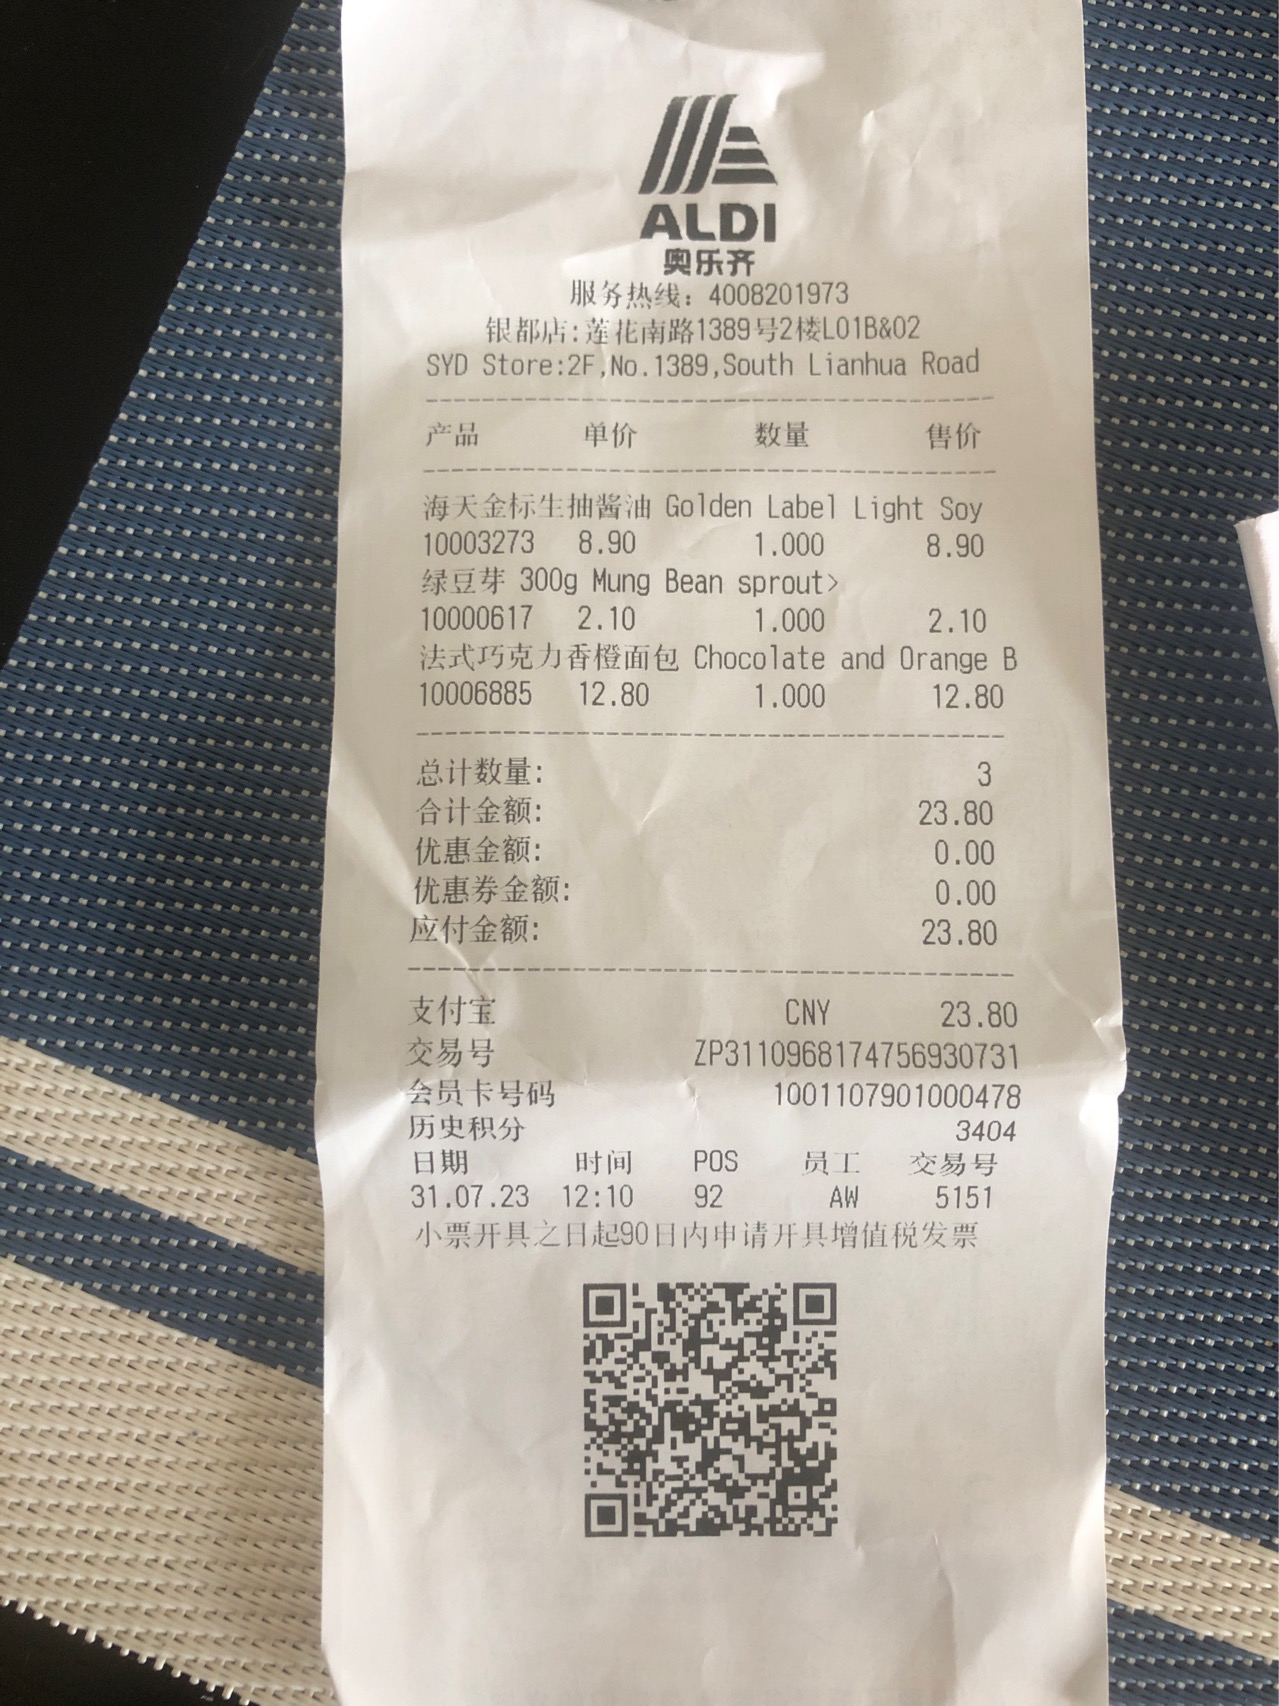 ALDI
奥乐齐
服务热线：4008201973
银都店:莲花南路1389号2楼L01B&02
SYD Store:2F,No.1389,South Lianhua Road
产品 单价 数量 售价
海天金标生抽酱油 Golden Label Light Soy
10003273 8.90 1.000 8.90
绿豆芽 300g Mung Bean sprout>
10000617 2.10 1.000 2.10
法式巧克力香橙面包 Chocolate and Orange B
10006885 12.80 1.000 12.80
总计数量: 3
合计金额: 23.80
优惠金额: 0.00
优惠券金额: 0.00
应付金额: 23.80
支付宝 CNY 23.80
交易号 ZP3110968174756930731
会员卡号码 1001107901000478
历史积分 3404
日期 时间 POS 员工 交易号
31.07.23 12:10 92 AW 5151
小票开具之日起90日内申请开具增值税发票